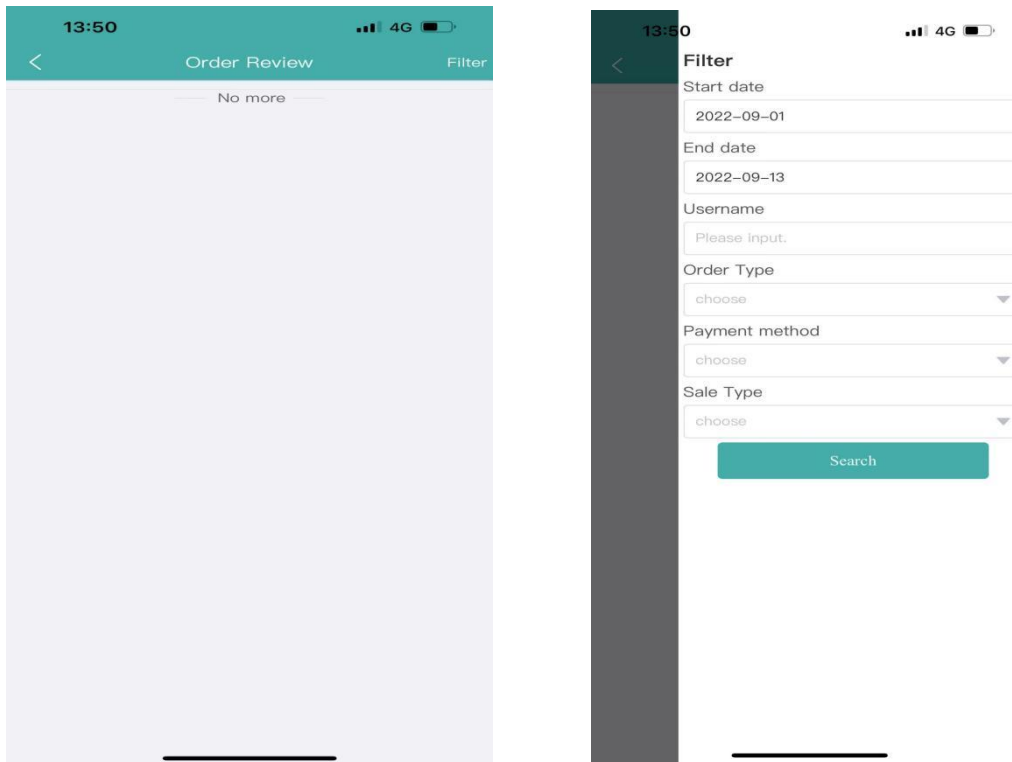 13:50
4G
Order Review
Filter
No more
13:50
4G
Filter
Start date
2022-09-01
End date
2022-09-13
Username
Please input.
Order Type
choose
Payment method
choose
Sale Type
choose
Search